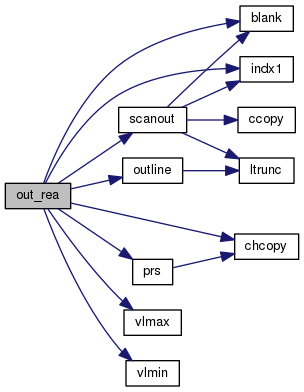 blank
indx1
scanout
ccopy
outline
ltrunc
out_rea
chcopy
prs
vlmax
vlmin